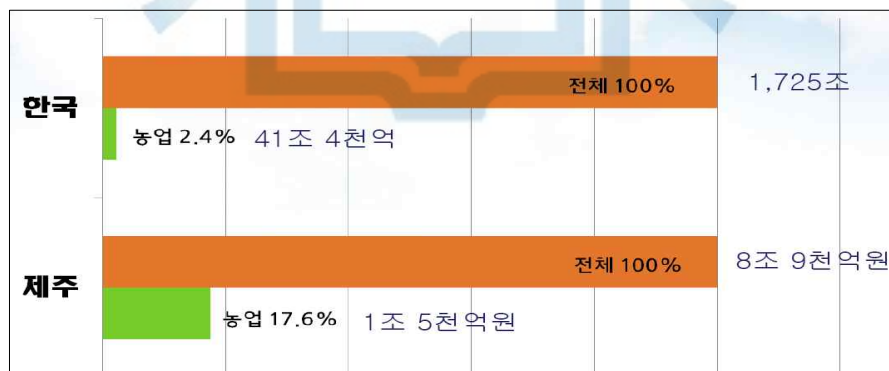 한국
전체 100% 1,725조
농업 2.4% 41조 4천억
제주
전체 100% 8조 9천억원
농업 17.6% 1조 5천억원